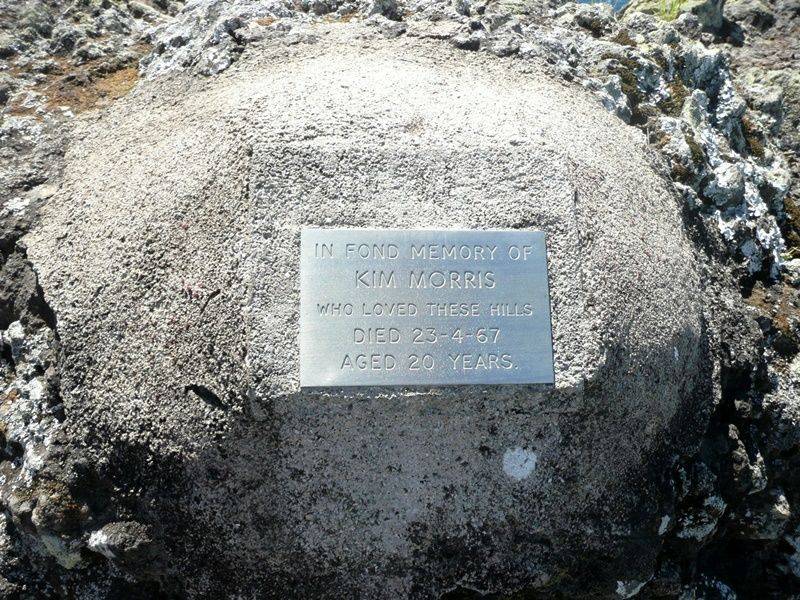 IN FOND MEMORY OF
KIM MORRIS
WHO LOVED THESE HILLS
DIED 23-4-67
AGED 20 YEARS.